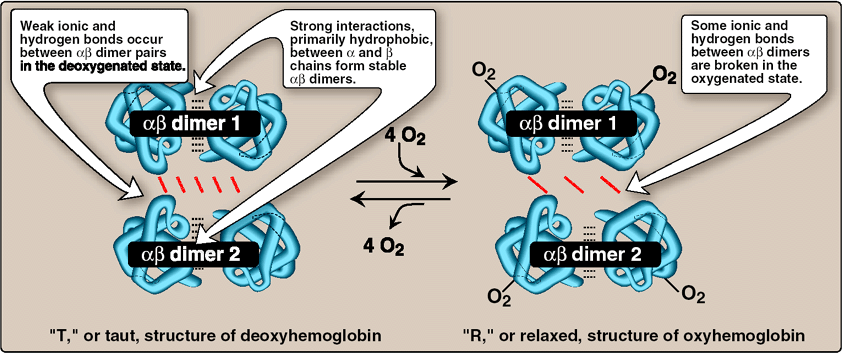 Weak ionic and
hydrogen bonds occur
between αβ dimer pairs
in the deoxygenated state.
Strong interactions,
primarily hydrophobic,
between α and β
chains form stable
αβ dimers.
Some ionic and
hydrogen bonds
between αβ dimers
are broken in the
oxygenated state.
αβ dimer 1
αβ dimer 2
4 O2
4 O2
O2
O2
αβ dimer 1
αβ dimer 2
O2
O2
"T," or taut, structure of deoxyhemoglobin
"R," or relaxed, structure of oxyhemoglobin